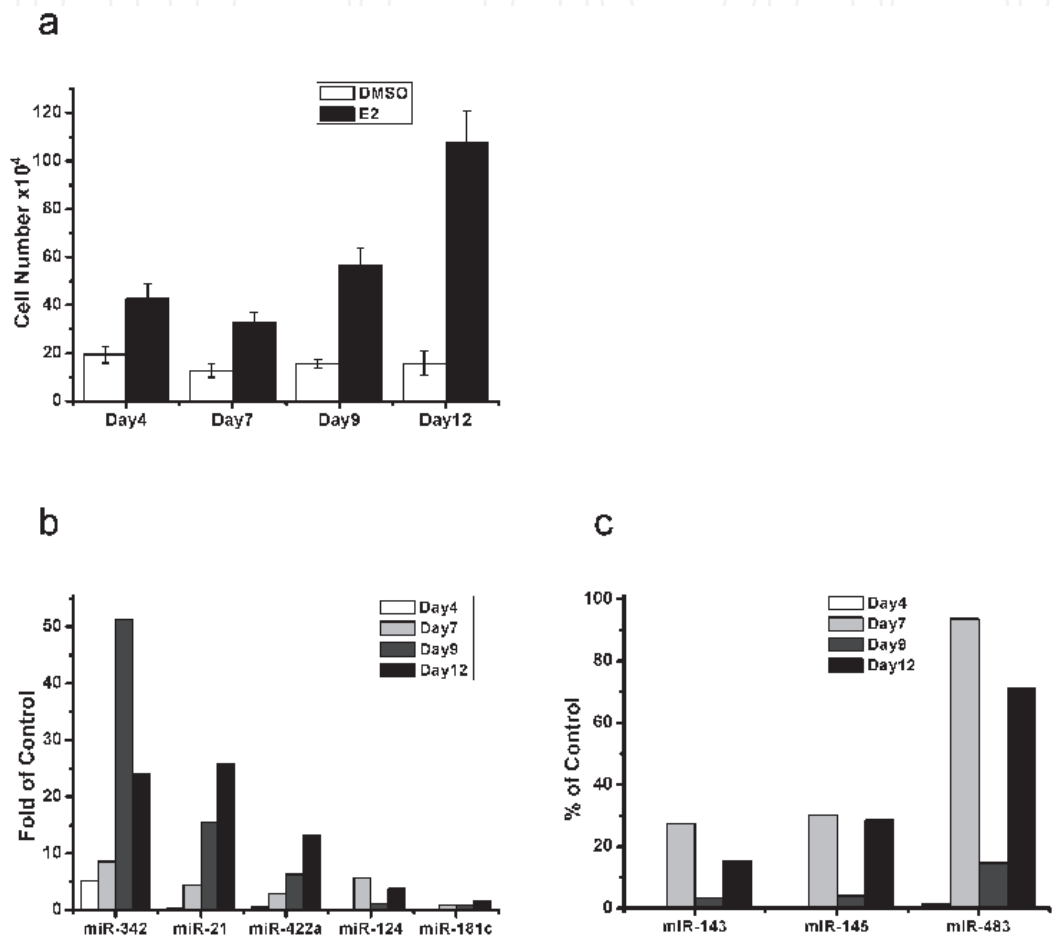 a
DMSO
E2
Cell Number x10⁴
120
100
80
60
40
20
0
Day4 Day7 Day9 Day12
b
Day4
Day7
Day9
Day12
Fold of Control
50
40
30
20
10
0
miR-342 miR-21 miR-422a miR-124 miR-181c
c
Day4
Day7
Day9
Day12
% of Control
100
80
60
40
20
0
mIR-143 mIR-145 mIR-483